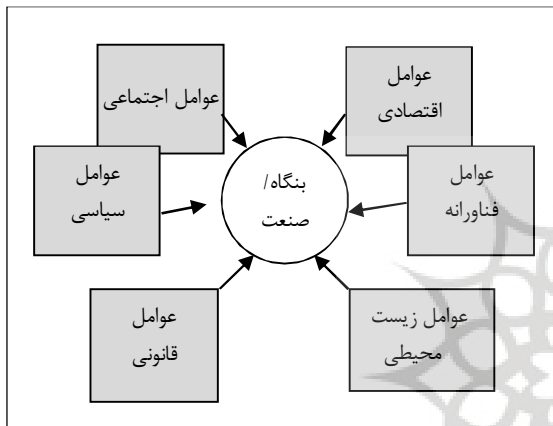 عوامل
اقتصادی
عوامل اجتماعی
عوامل
فناورانه
بنگاه/
صنعت
عوامل
سیاسی
عوامل زیست
محیطی
عوامل
قانونی